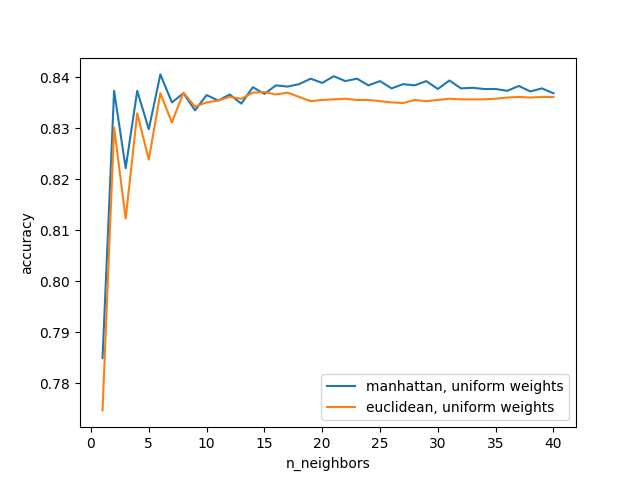 0.84
0.83
0.82
0.81
0.80
0.79
0.78
accuracy
manhattan, uniform weights
euclidean, uniform weights
0 5 10 15 20 25 30 35 40
n_neighbors